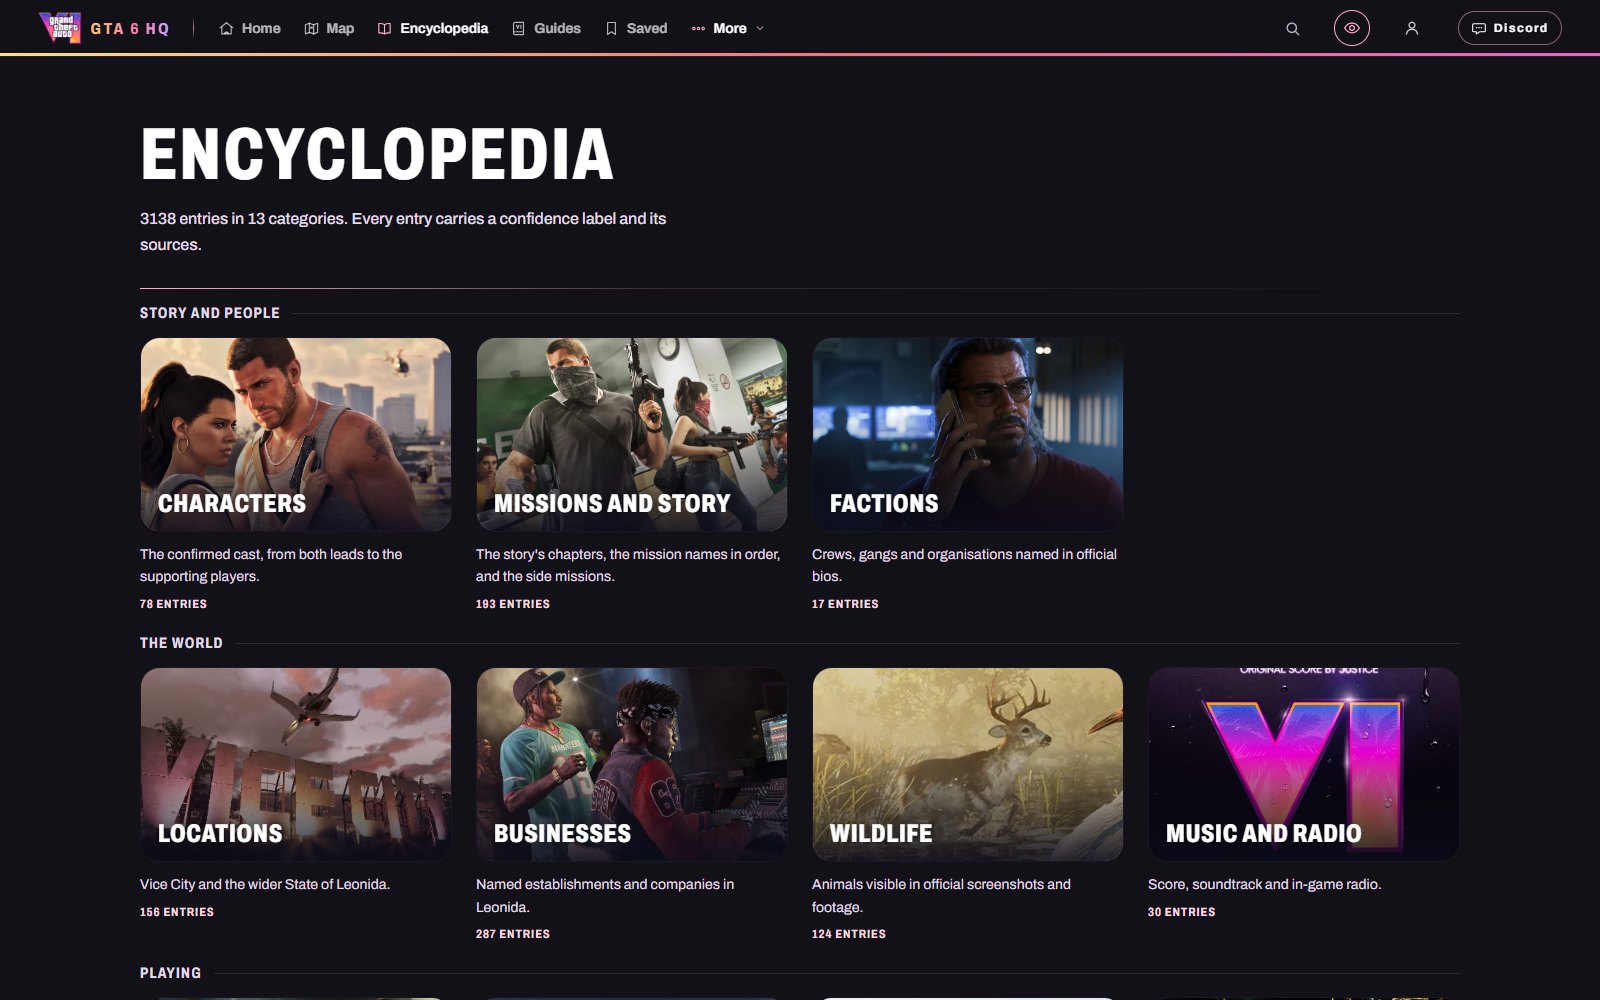 grand
theft
auto
GTA 6 HQ
Home
Map
Encyclopedia
Guides
Saved
More
Discord
ENCYCLOPEDIA
3138 entries in 13 categories. Every entry carries a confidence label and its
sources.
STORY AND PEOPLE
CHARACTERS
The confirmed cast, from both leads to the
supporting players.
78 ENTRIES
MISSIONS AND STORY
The story's chapters, the mission names in order,
and the side missions.
193 ENTRIES
FACTIONS
Crews, gangs and organisations named in official
bios.
17 ENTRIES
THE WORLD
VICE CITY
LOCATIONS
Vice City and the wider State of Leonida.
156 ENTRIES
MANATEES
BUSINESSES
Named establishments and companies in
Leonida.
287 ENTRIES
WILDLIFE
Animals visible in official screenshots and
footage.
124 ENTRIES
ORIGINAL SCORE BY JUSTICE
VI
MUSIC AND RADIO
Score, soundtrack and in-game radio.
30 ENTRIES
PLAYING